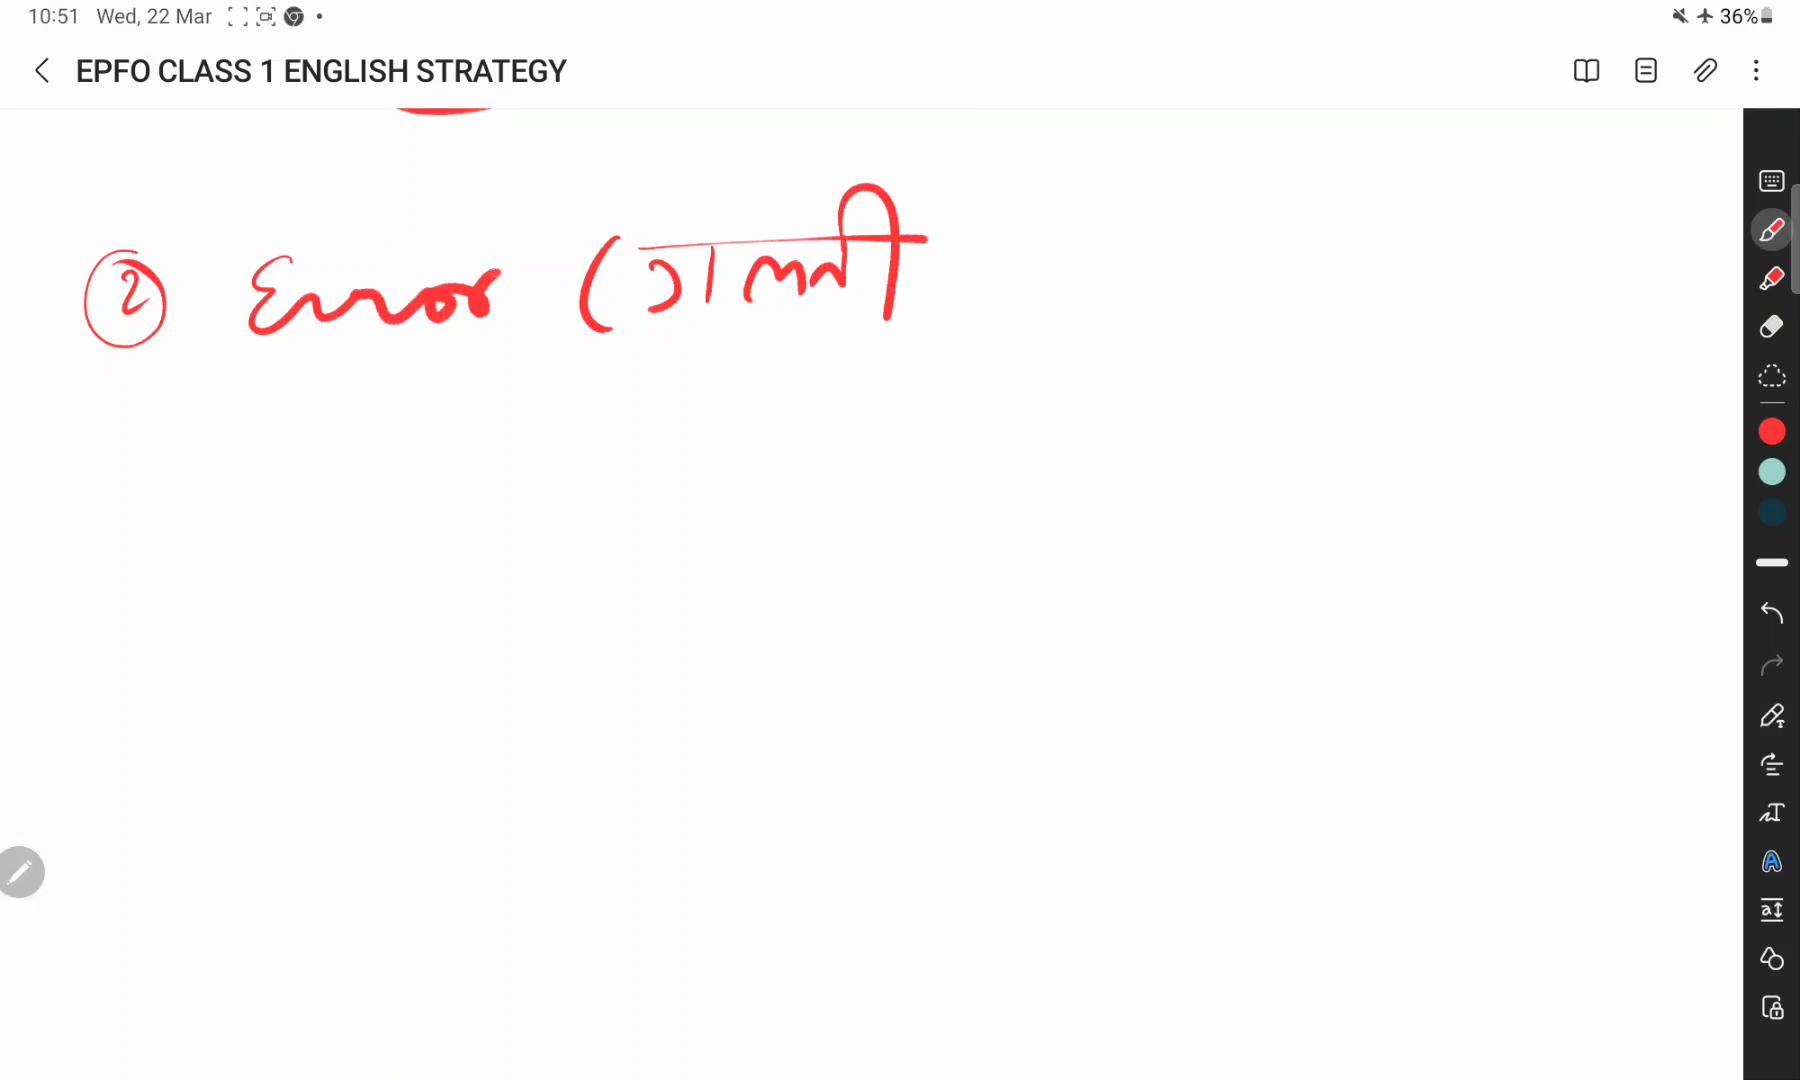 10:51 Wed, 22 Mar
36%
EPFO CLASS 1 ENGLISH STRATEGY
② Error (गलती